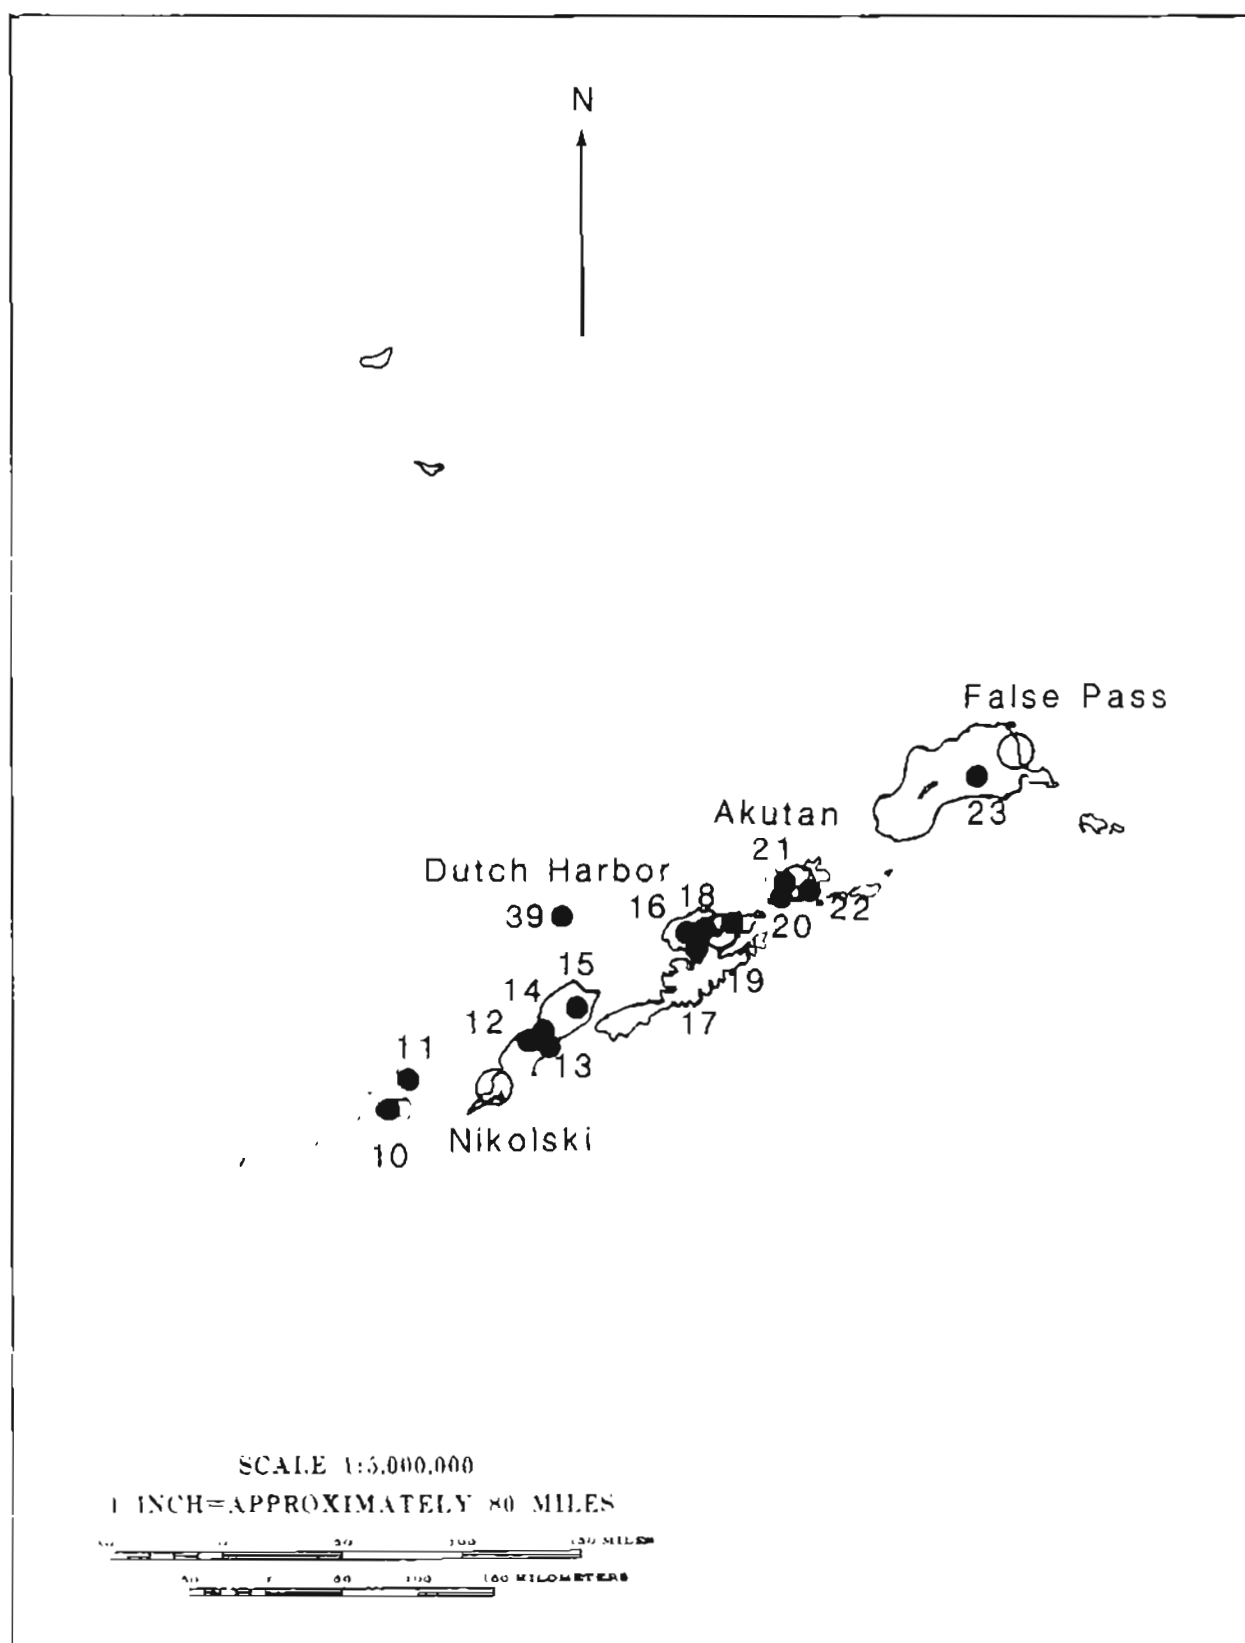 N
False Pass
23
Akutan
21
22
20
Dutch Harbor
39
16
18
19
17
15
14
12
13
11
10
Nikolski
SCALE 1:5,000,000
1 INCH=APPROXIMATELY 80 MILES
50 0 50 100 150 MILES
50 100 KILOMETERS